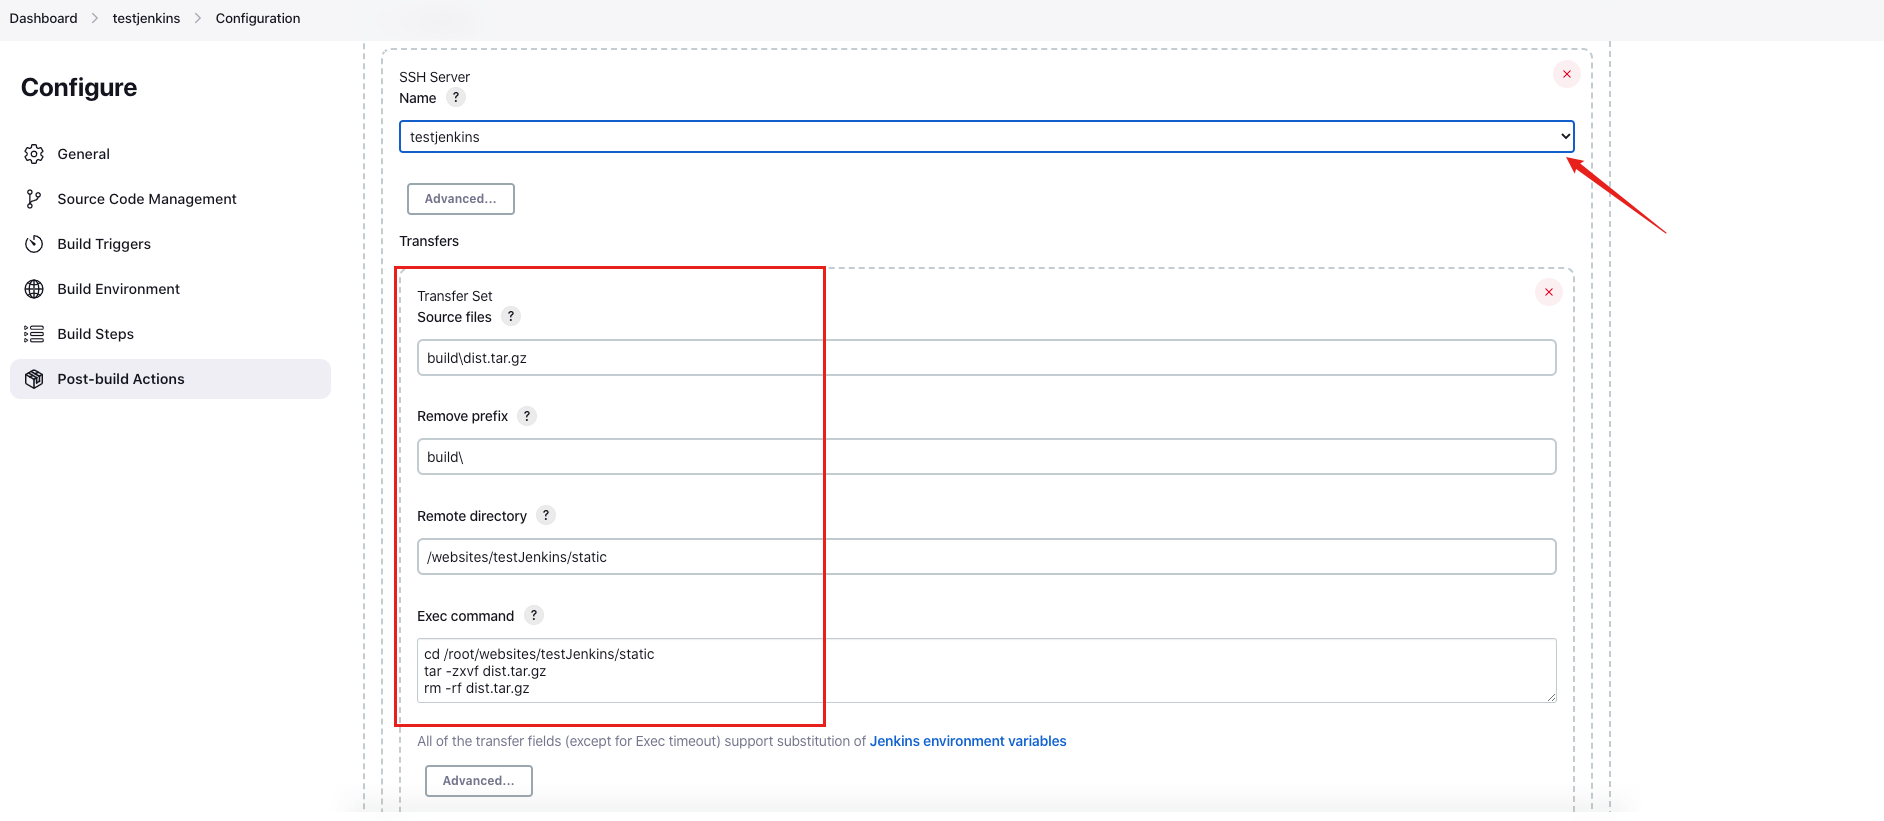 Dashboard > testjenkins > Configuration
Configure
General
Source Code Management
Build Triggers
Build Environment
Build Steps
Post-build Actions
SSH Server
Name ?
testjenkins
Advanced...
Transfers
Transfer Set
Source files ?
build\dist.tar.gz
Remove prefix ?
build\
Remote directory ?
/websites/testJenkins/static
Exec command ?
cd /root/websites/testJenkins/static
tar -zxvf dist.tar.gz
rm -rf dist.tar.gz
All of the transfer fields (except for Exec timeout) support substitution of Jenkins environment variables
Advanced...